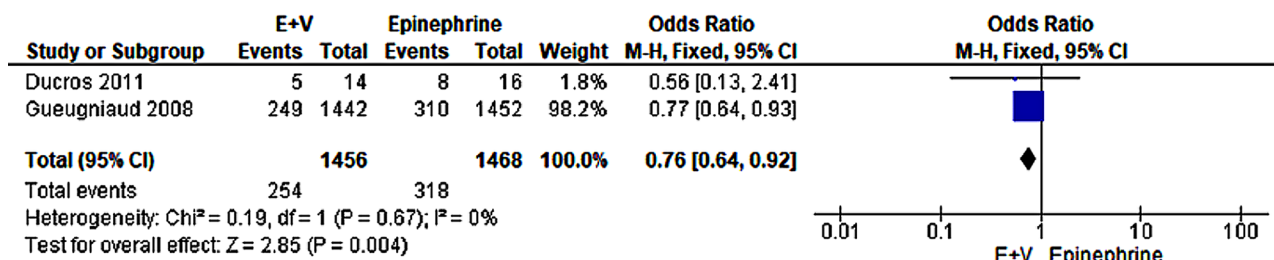 E+V Epinephrine Odds Ratio Odds Ratio
Study or Subgroup Events Total Events Total Weight M-H, Fixed, 95% CI M-H, Fixed, 95% CI
Ducros 2011 5 14 8 16 1.8% 0.56 [0.13, 2.41]
Gueugniaud 2008 249 1442 310 1452 98.2% 0.77 [0.64, 0.93]
Total (95% CI) 1456 1468 100.0% 0.76 [0.64, 0.92]
Total events 254 318
Heterogeneity: Chi² = 0.19, df = 1 (P = 0.67); I² = 0%
Test for overall effect: Z = 2.85 (P = 0.004)
0.01 0.1 1 10 100
E+V Epinephrine